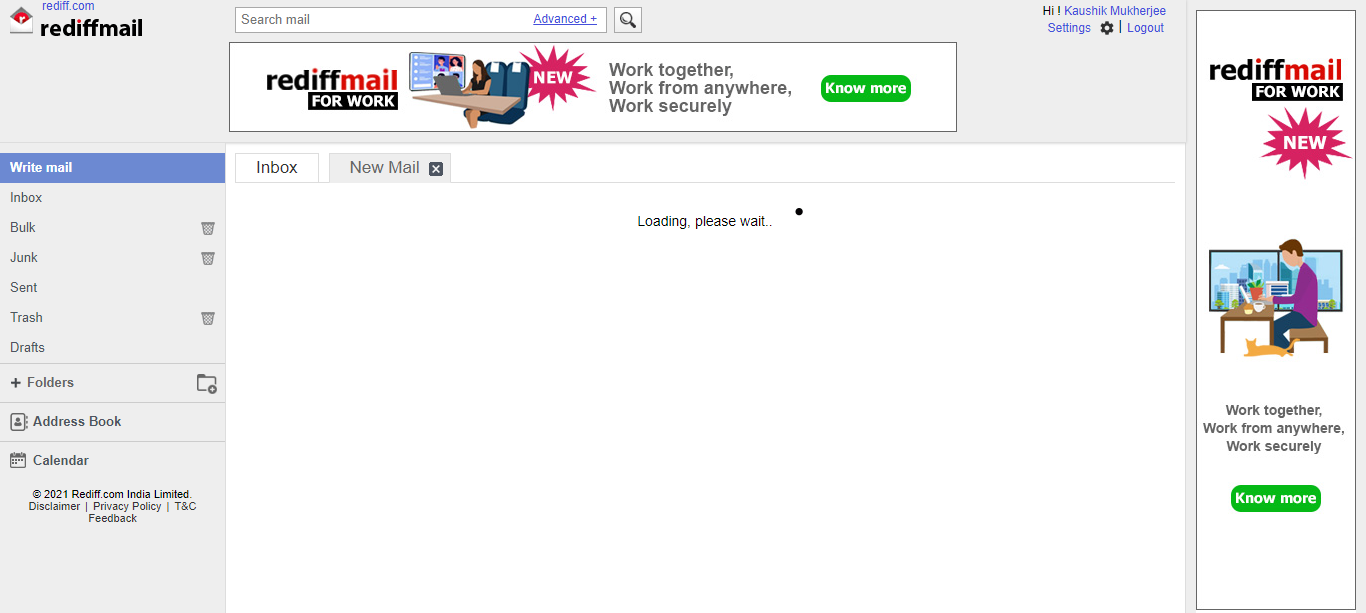 rediff.com
rediffmail
Search mail
Advanced +
Hi ! Kaushik Mukherjee
Settings | Logout
rediffmail
FOR WORK
NEW
Work together,
Work from anywhere,
Work securely
Know more
Write mail
Inbox
Bulk
Junk
Sent
Trash
Drafts
+ Folders
Address Book
Calendar
© 2021 Rediff.com India Limited.
Disclaimer | Privacy Policy | T&C
Feedback
Inbox
New Mail
Loading, please wait..
rediffmail
FOR WORK
NEW
Work together,
Work from anywhere,
Work securely
Know more